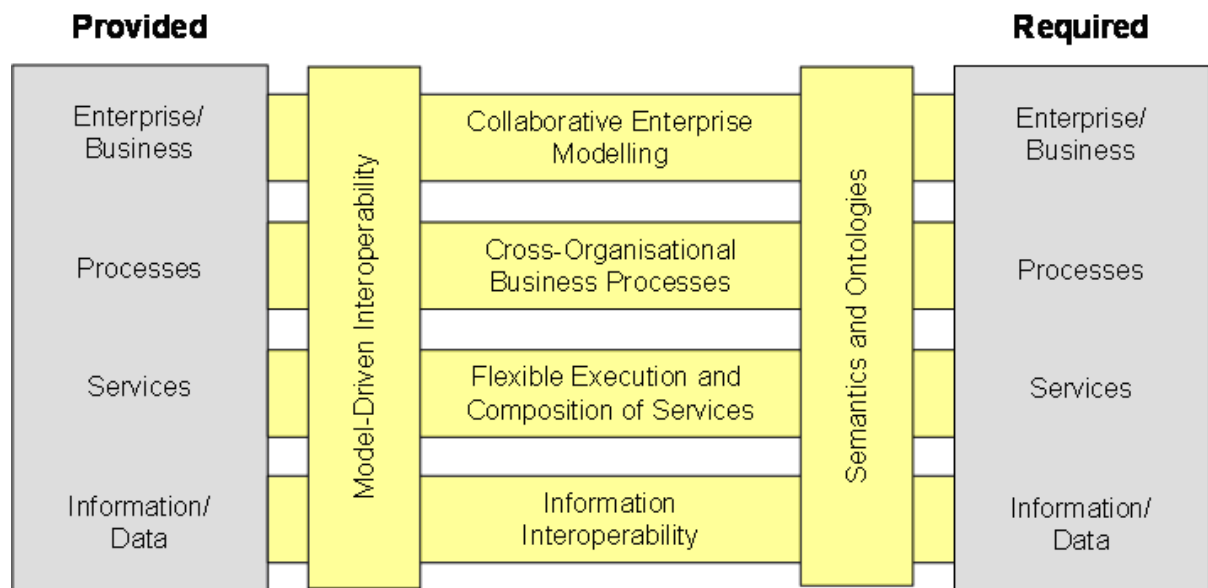 Provided
Required
Enterprise/
Business
Processes
Services
Information/
Data
Model-Driven Interoperability
Collaborative Enterprise
Modelling
Cross-Organisational
Business Processes
Flexible Execution and
Composition of Services
Information
Interoperability
Semantics and Ontologies
Enterprise/
Business
Processes
Services
Information/
Data